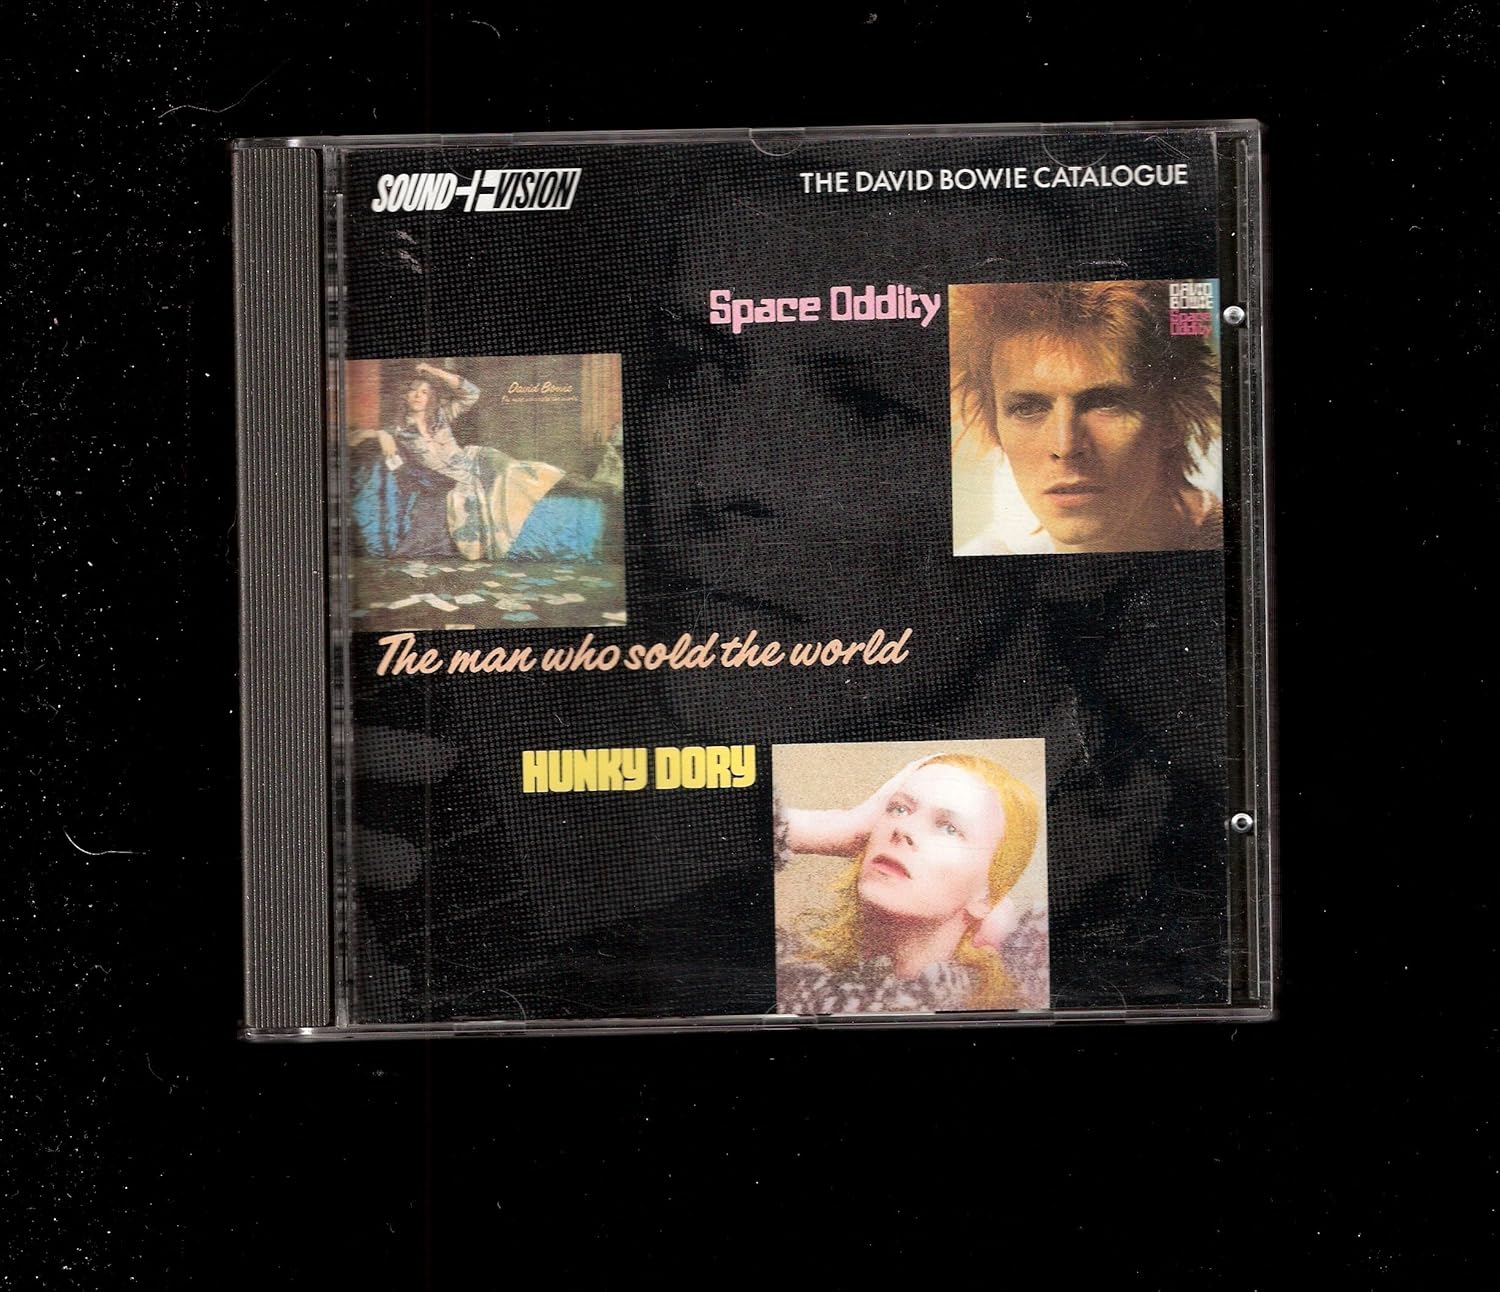 SOUND+VISION
THE DAVID BOWIE CATALOGUE
Space Oddity
DAVID
BOWIE
Space
Oddity
David Bowie
The man who sold the world
HUNKY DORY